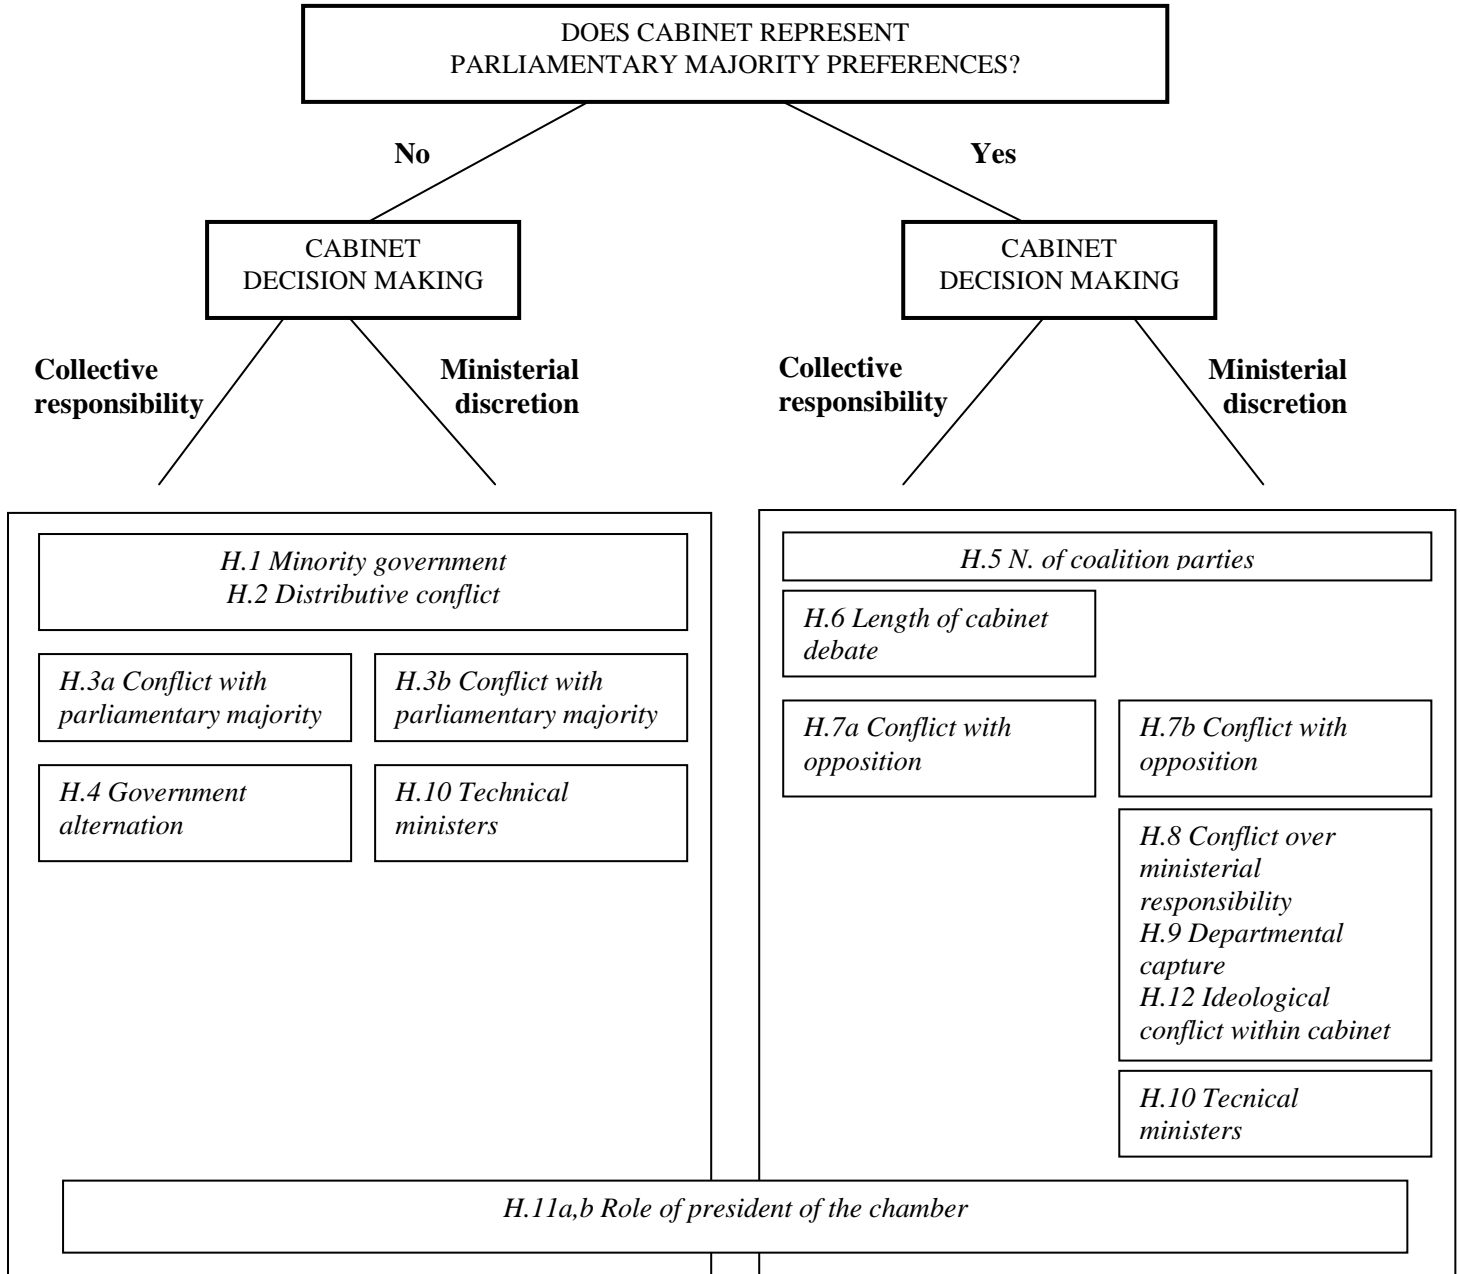 DOES CABINET REPRESENT
PARLIAMENTARY MAJORITY PREFERENCES?
No
Yes
CABINET
DECISION MAKING
CABINET
DECISION MAKING
Collective
responsibility
Ministerial
discretion
Collective
responsibility
Ministerial
discretion
H.1 Minority government
H.2 Distributive conflict
H.3a Conflict with
parliamentary majority
H.3b Conflict with
parliamentary majority
H.4 Government
alternation
H.10 Technical
ministers
H.5 N. of coalition parties
H.6 Length of cabinet
debate
H.7a Conflict with
opposition
H.7b Conflict with
opposition
H.8 Conflict over
ministerial
responsibility
H.9 Departmental
capture
H.12 Ideological
conflict within cabinet
H.10 Tecnical
ministers
H.11a,b Role of president of the chamber